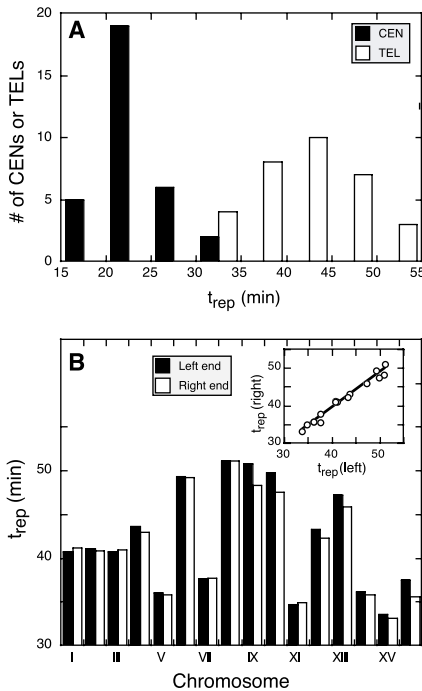 A
CEN
TEL
# of CENs or TELs
20
15
10
5
0
15 20 25 30 35 40 45 50 55
t_rep (min)
B
Left end
Right end
t_rep (right)
50
40
30
30 40 50
t_rep (left)
t_rep (min)
60
50
40
30
I III V VII IX XI XIII XV
Chromosome